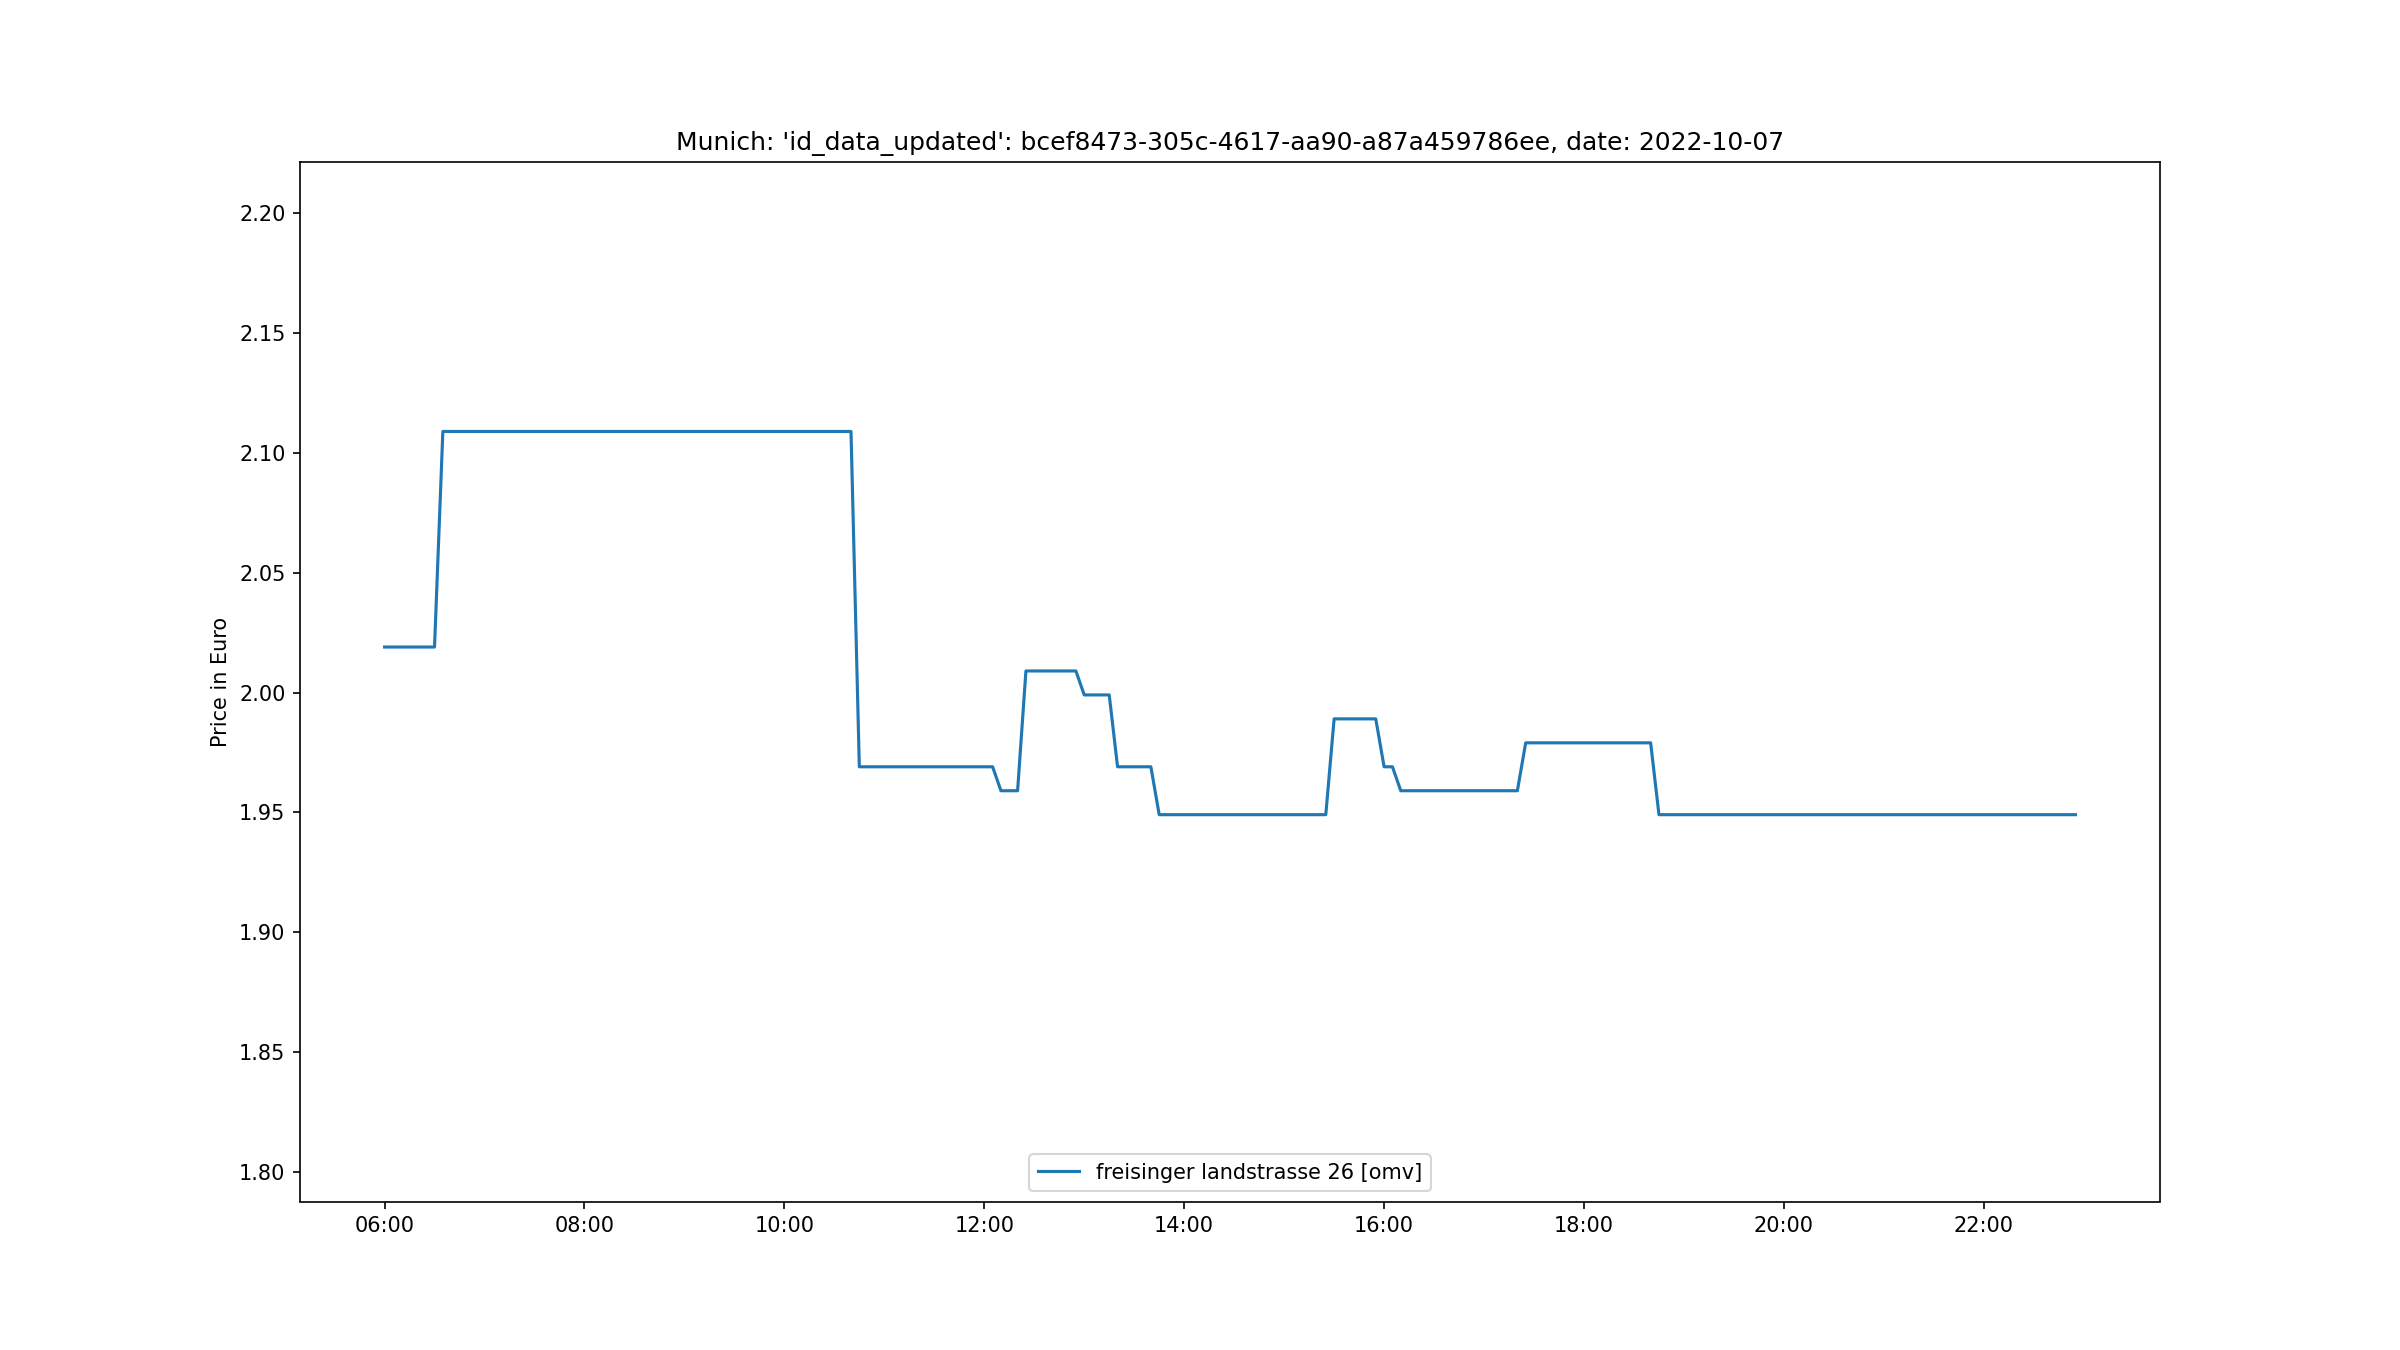 Munich: 'id_data_updated': bcef8473-305c-4617-aa90-a87a459786ee, date: 2022-10-07
Price in Euro
2.20
2.15
2.10
2.05
2.00
1.95
1.90
1.85
1.80
freisinger landstrasse 26 [omv]
06:00 08:00 10:00 12:00 14:00 16:00 18:00 20:00 22:00